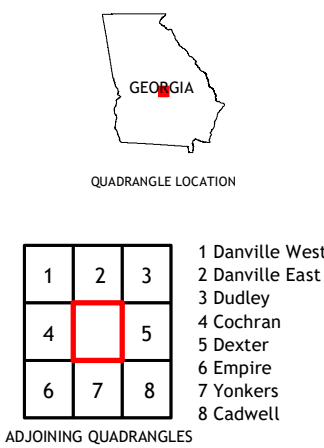 GEORGIA
QUADRANGLE LOCATION
1 2 3
4 5
6 7 8
1 Danville West
2 Danville East
3 Dudley
4 Cochran
5 Dexter
6 Empire
7 Yonkers
8 Cadwell
ADJOINING QUADRANGLES